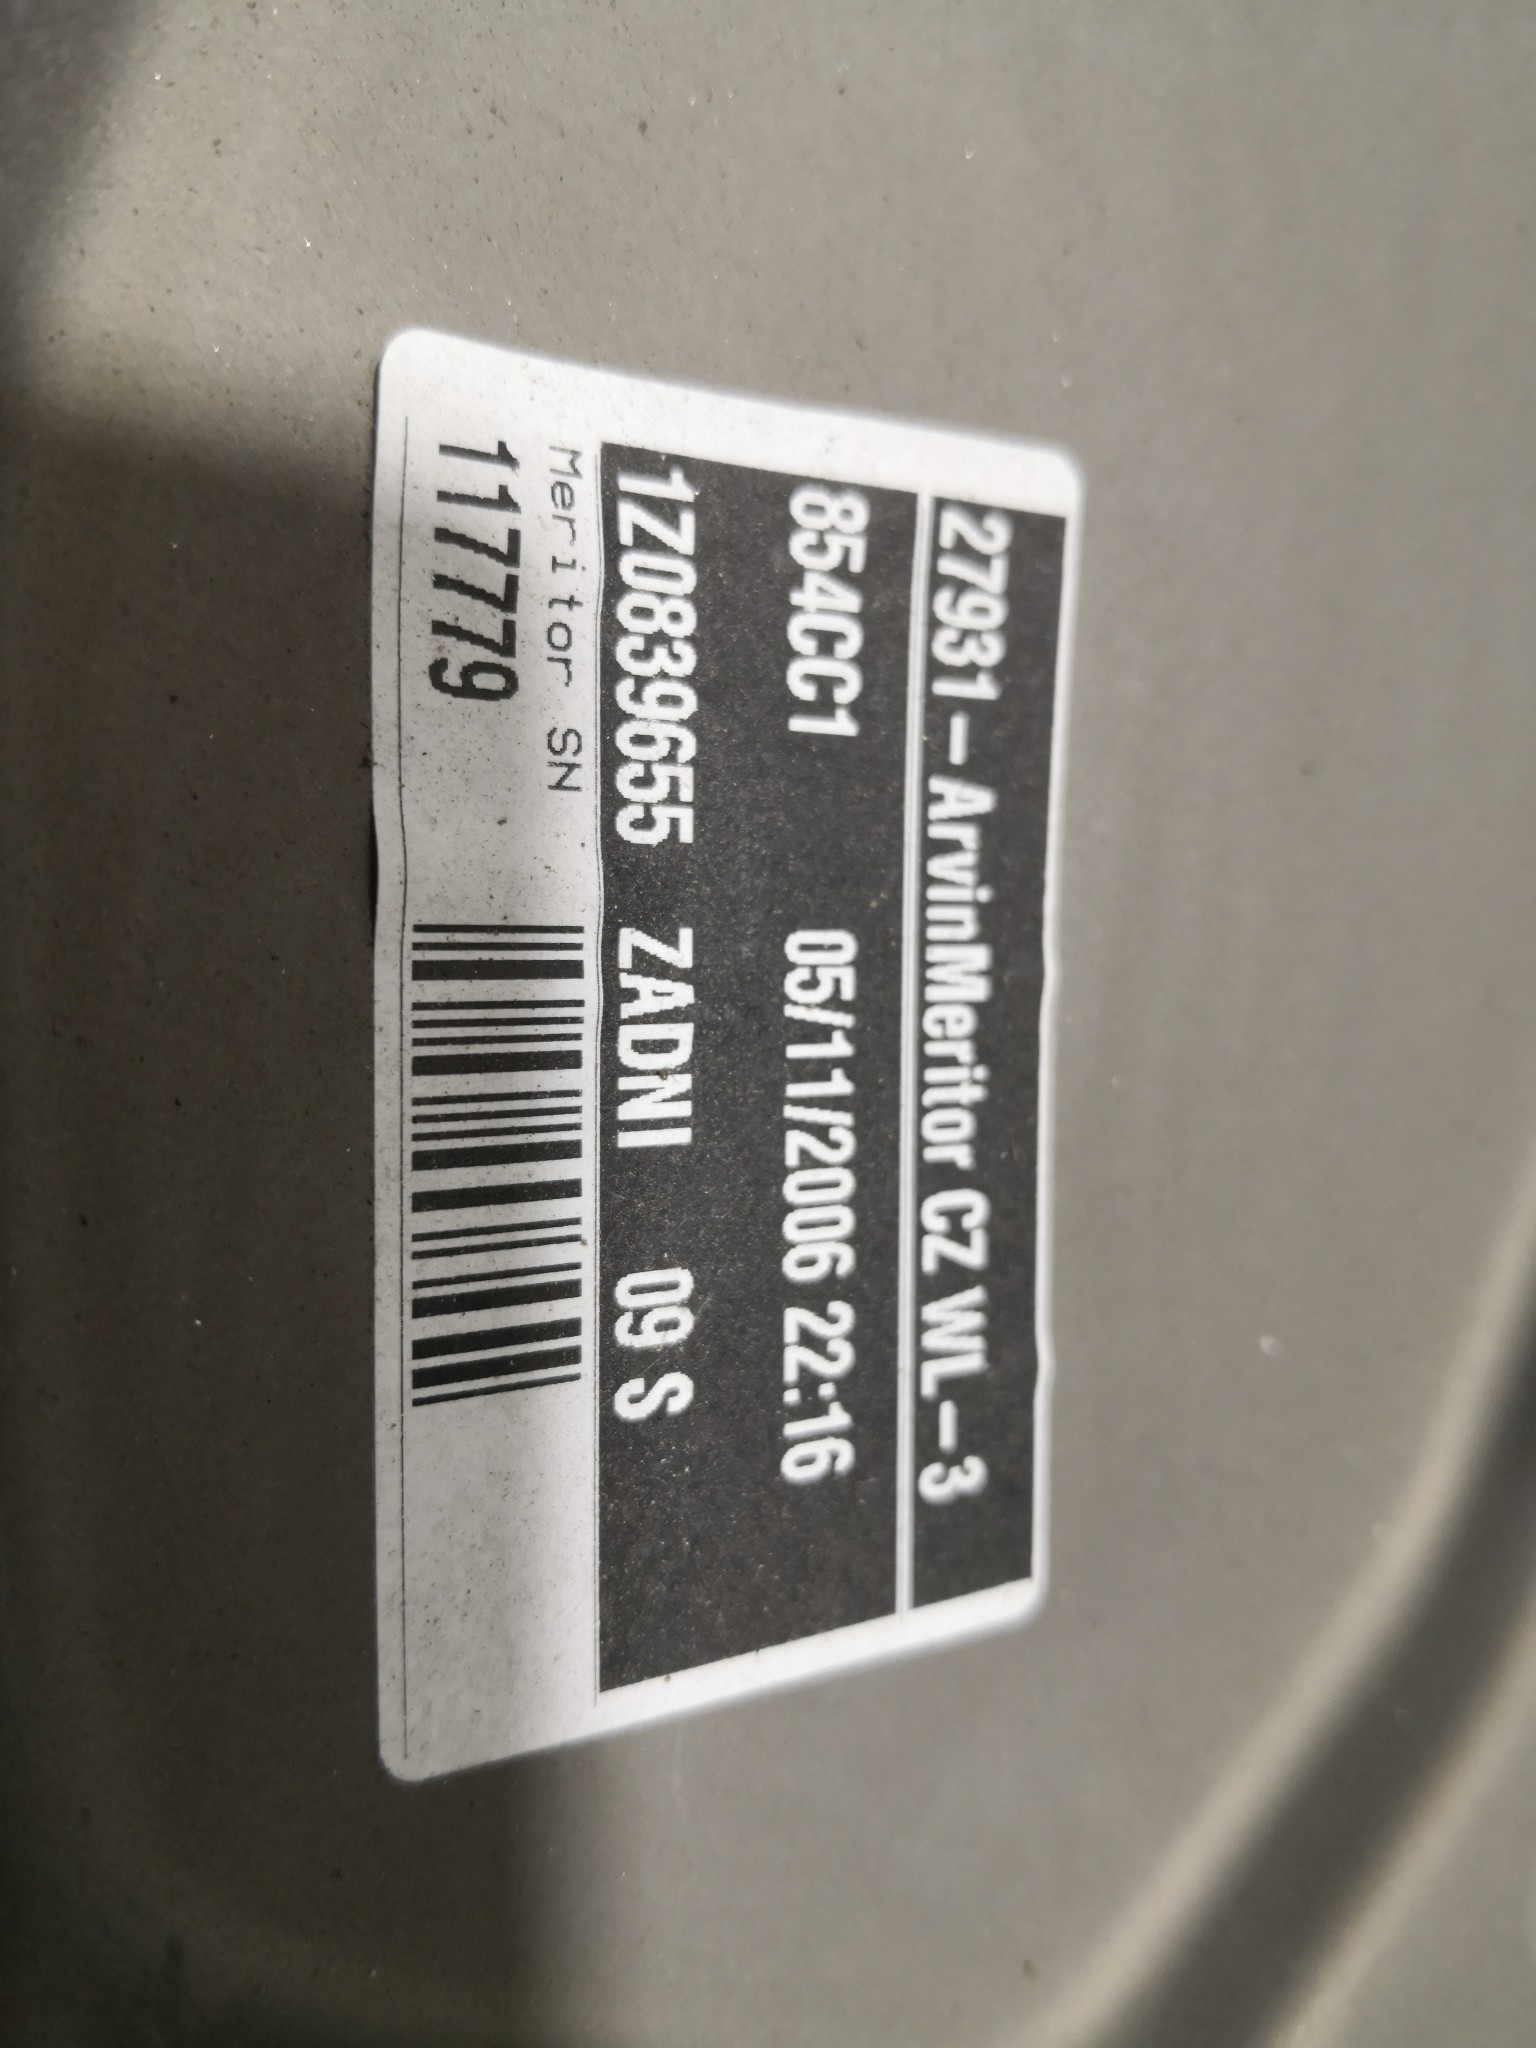 27931 - ArvinMeritor CZ WL - 3
854CC1 05/11/2006 22:16
1Z0839655 ZADNI 09 S
Meritor SN
117779